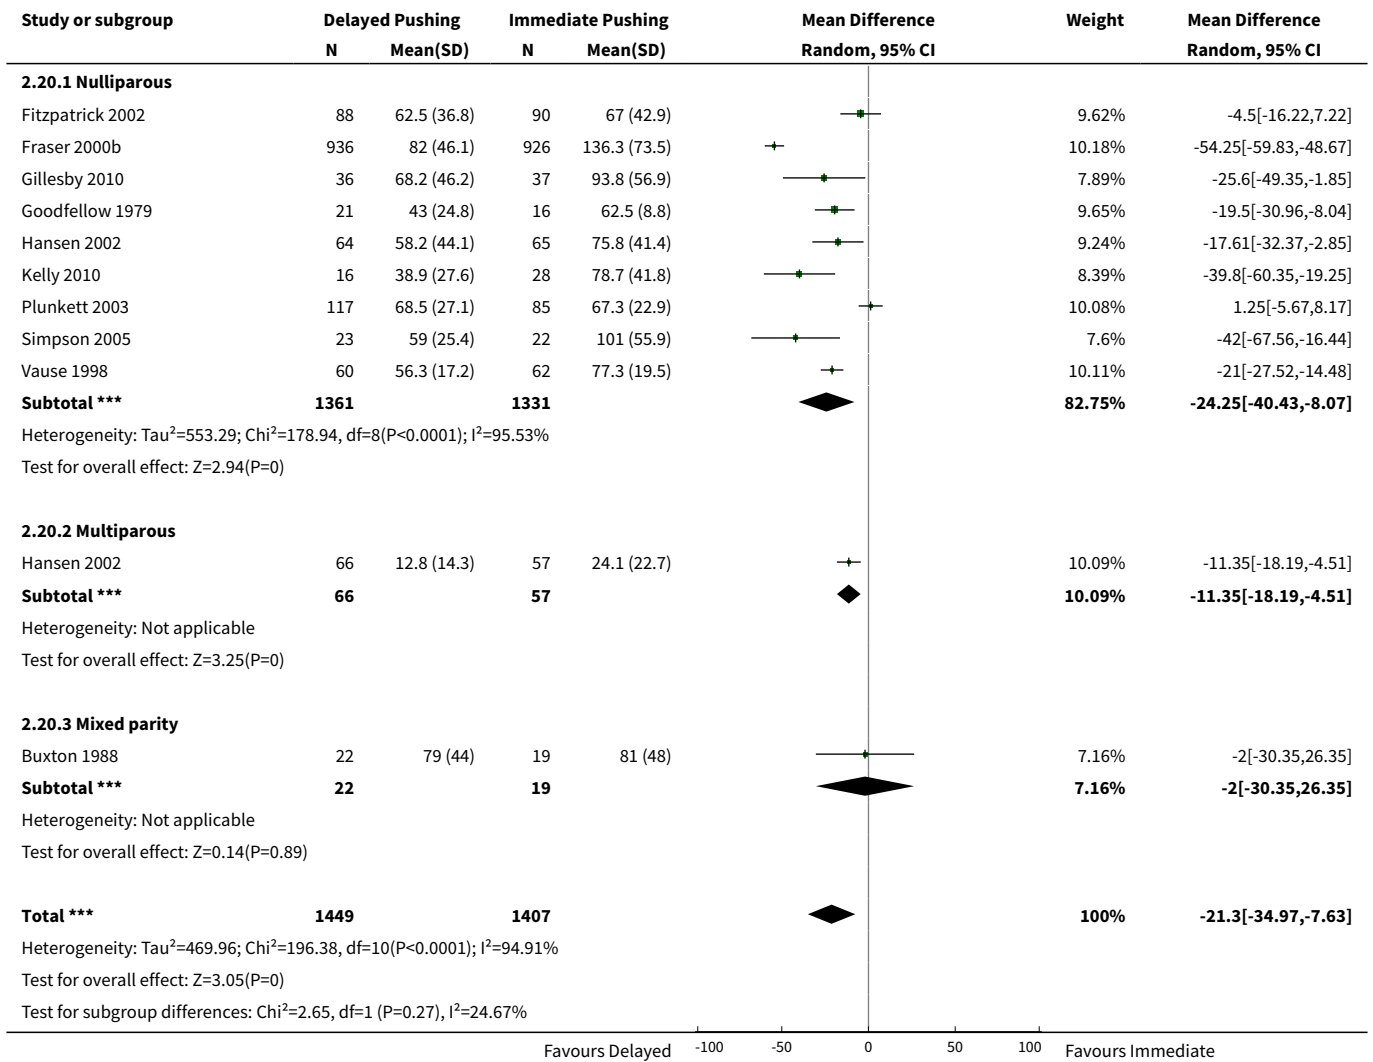 Study or subgroup Delayed Pushing Immediate Pushing Mean Difference Weight Mean Difference
N Mean(SD) N Mean(SD) Random, 95% CI Random, 95% CI
2.20.1 Nulliparous
Fitzpatrick 2002 88 62.5 (36.8) 90 67 (42.9) 9.62% -4.5[-16.22,7.22]
Fraser 2000b 936 82 (46.1) 926 136.3 (73.5) 10.18% -54.25[-59.83,-48.67]
Gillesby 2010 36 68.2 (46.2) 37 93.8 (56.9) 7.89% -25.6[-49.35,-1.85]
Goodfellow 1979 21 43 (24.8) 16 62.5 (8.8) 9.65% -19.5[-30.96,-8.04]
Hansen 2002 64 58.2 (44.1) 65 75.8 (41.4) 9.24% -17.61[-32.37,-2.85]
Kelly 2010 16 38.9 (27.6) 28 78.7 (41.8) 8.39% -39.8[-60.35,-19.25]
Plunkett 2003 117 68.5 (27.1) 85 67.3 (22.9) 10.08% 1.25[-5.67,8.17]
Simpson 2005 23 59 (25.4) 22 101 (55.9) 7.6% -42[-67.56,-16.44]
Vause 1998 60 56.3 (17.2) 62 77.3 (19.5) 10.11% -21[-27.52,-14.48]
Subtotal *** 1361 1331 82.75% -24.25[-40.43,-8.07]
Heterogeneity: Tau²=553.29; Chi²=178.94, df=8(P<0.0001); I²=95.53%
Test for overall effect: Z=2.94(P=0)
2.20.2 Multiparous
Hansen 2002 66 12.8 (14.3) 57 24.1 (22.7) 10.09% -11.35[-18.19,-4.51]
Subtotal *** 66 57 10.09% -11.35[-18.19,-4.51]
Heterogeneity: Not applicable
Test for overall effect: Z=3.25(P=0)
2.20.3 Mixed parity
Buxton 1988 22 79 (44) 19 81 (48) 7.16% -2[-30.35,26.35]
Subtotal *** 22 19 7.16% -2[-30.35,26.35]
Heterogeneity: Not applicable
Test for overall effect: Z=0.14(P=0.89)
Total *** 1449 1407 100% -21.3[-34.97,-7.63]
Heterogeneity: Tau²=469.96; Chi²=196.38, df=10(P<0.0001); I²=94.91%
Test for overall effect: Z=3.05(P=0)
Test for subgroup differences: Chi²=2.65, df=1 (P=0.27), I²=24.67%
Favours Delayed -100 -50 0 50 100 Favours Immediate